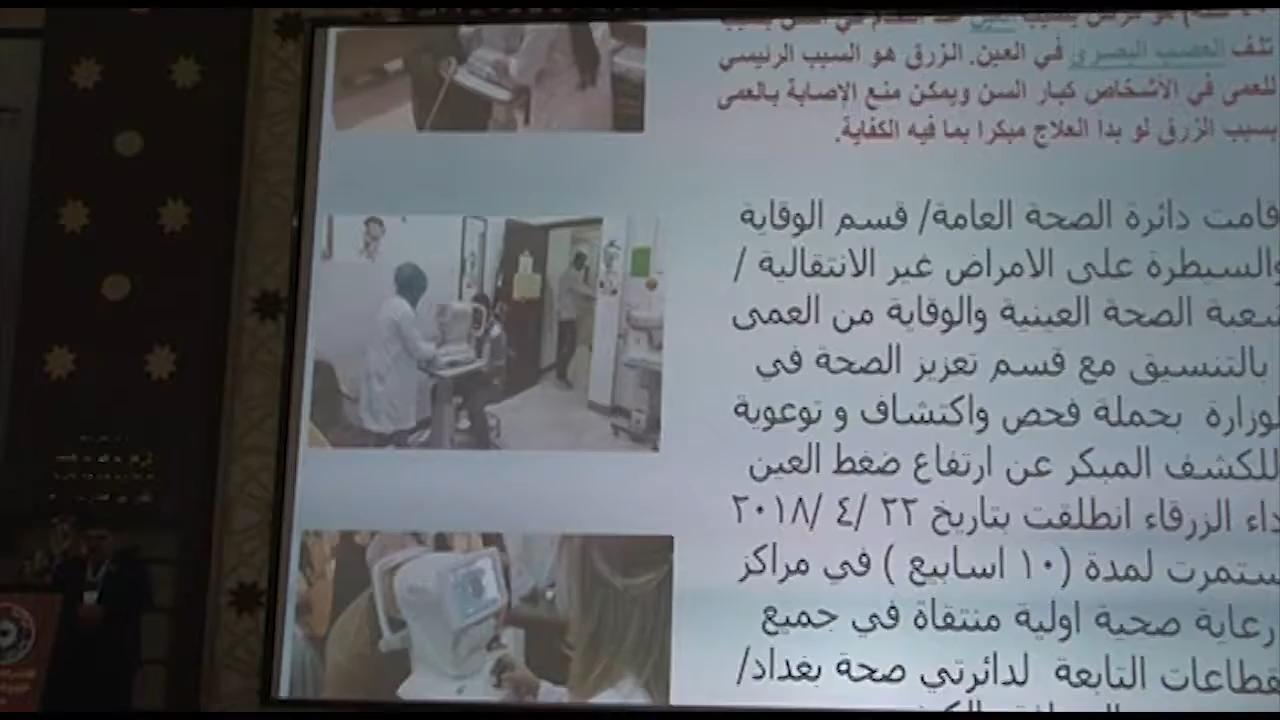 تلف العصب البصري في العين. الزرق هو السبب الرئيسي
للعمى في الأشخاص كبار السن ويمكن منع الإصابة بالعمى
بسبب الزرق لو بدا العلاج مبكرا بما فيه الكفاية.
قامت دائرة الصحة العامة/ قسم الوقاية
والسيطرة على الامراض غير الانتقالية /
شعبة الصحة العينية والوقاية من العمى
بالتنسيق مع قسم تعزيز الصحة في
لوزارة بحملة فحص واكتشاف و توعوية
للكشف المبكر عن ارتفاع ضغط العين
داء الزرقاء انطلقت بتاريخ ٢٢ /٤ /٢٠١٨
ستمرت لمدة (١٠ اسابيع ) في مراكز
رعاية صحية اولية منتقاة في جميع
قطاعات التابعة لدائرتي صحة بغداد/